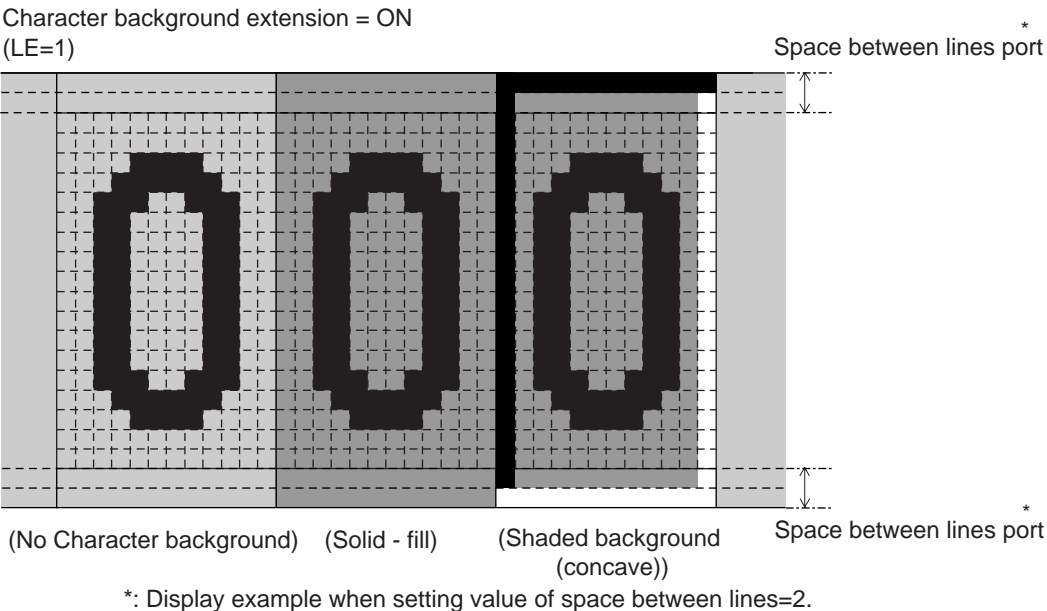 Character background extension = ON
(LE=1)
*
Space between lines port
*
Space between lines port
(No Character background)
(Solid - fill)
(Shaded background
(concave))
*: Display example when setting value of space between lines=2.